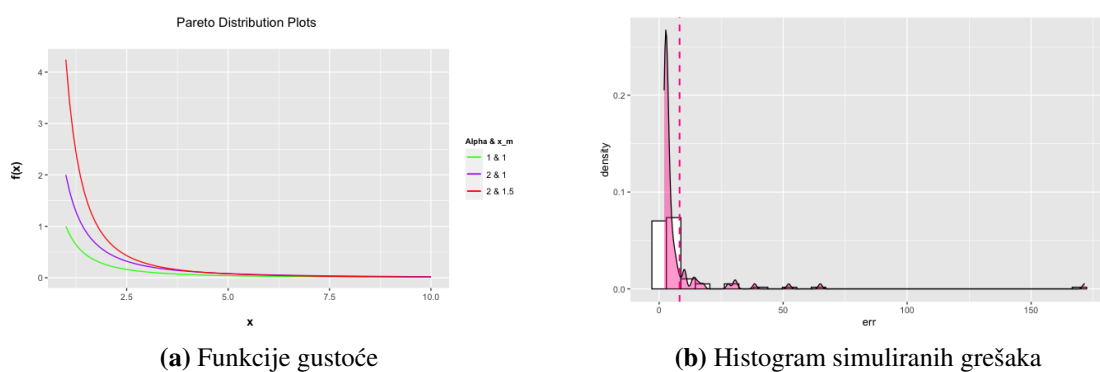 Pareto Distribution Plots
4
3
2
1
0
f(x)
2.5
5.0
7.5
10.0
x
Alpha & x_m
1 & 1
2 & 1
2 & 1.5
(a) Funkcije gustoće
0.2
0.1
0.0
density
0
50
100
150
err
(b) Histogram simuliranih grešaka